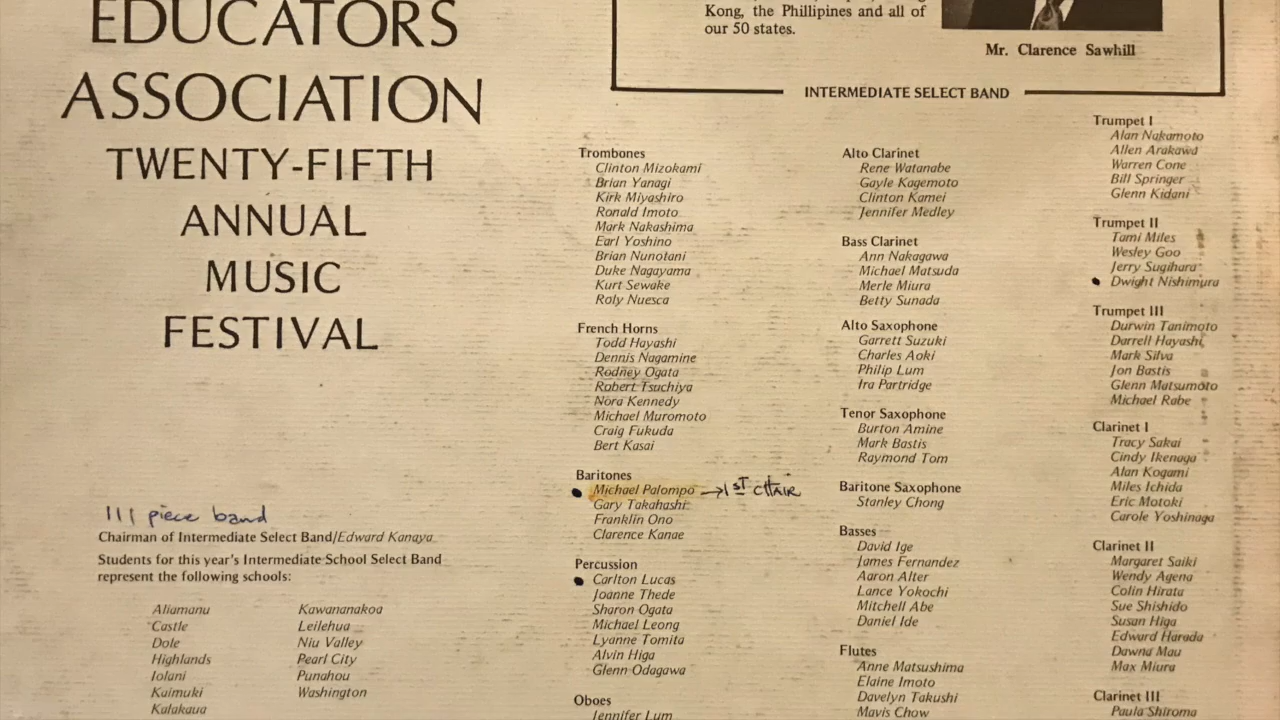 EDUCATORS
ASSOCIATION
TWENTY-FIFTH
ANNUAL
MUSIC
FESTIVAL
111 piece band
Chairman of Intermediate Select Band/Edward Kanaya
Students for this year's Intermediate School Select Band
represent the following schools:
Aliamanu
Castle
Dole
Highlands
Iolani
Kaimuki
Kalakaua
Kawananakoa
Leilehua
Niu Valley
Pearl City
Punahou
Washington
Kong, the Phillipines and all of
our 50 states.
Mr. Clarence Sawhill
INTERMEDIATE SELECT BAND
Trombones
Clinton Mizokami
Brian Yanagi
Kirk Miyashiro
Ronald Imoto
Mark Nakashima
Earl Yoshino
Brian Nunotani
Duke Nagayama
Kurt Sewake
Roly Nuesca
French Horns
Todd Hayashi
Dennis Nagamine
Rodney Ogata
Robert Tsuchiya
Nora Kennedy
Michael Muromoto
Craig Fukuda
Bert Kasai
Baritones
Michael Palompo → 1st CHAIR
Gary Takahashi
Franklin Ono
Clarence Kanae
Percussion
Carlton Lucas
Joanne Thede
Sharon Ogata
Michael Leong
Lyanne Tomita
Alvin Higa
Glenn Odagawa
Oboes
Jennifer Lum
Alto Clarinet
Rene Watanabe
Gayle Kagemoto
Clinton Kamei
Jennifer Medley
Bass Clarinet
Ann Nakagawa
Michael Matsuda
Merle Miura
Betty Sunada
Alto Saxophone
Garrett Suzuki
Charles Aoki
Philip Lum
Ira Partridge
Tenor Saxophone
Burton Amine
Mark Bastis
Raymond Tom
Baritone Saxophone
Stanley Chong
Basses
David Ige
James Fernandez
Aaron Alter
Lance Yokochi
Mitchell Abe
Daniel Ide
Flutes
Anne Matsushima
Elaine Imoto
Davelyn Takushi
Mavis Chow
Trumpet I
Alan Nakamoto
Allen Arakawa
Warren Cone
Bill Springer
Glenn Kidani
Trumpet II
Tami Miles
Wesley Goo
Jerry Sugihara
Dwight Nishimura
Trumpet III
Durwin Tanimoto
Darrell Hayashi
Mark Silva
Jon Bastis
Glenn Matsumoto
Michael Rabe
Clarinet I
Tracy Sakai
Cindy Ikenaga
Alan Kogami
Miles Ichida
Eric Motoki
Carole Yoshinaga
Clarinet II
Margaret Saiki
Wendy Agena
Colin Hirata
Sue Shishido
Susan Higa
Edward Harada
Dawna Mau
Max Miura
Clarinet III
Paula Shiroma